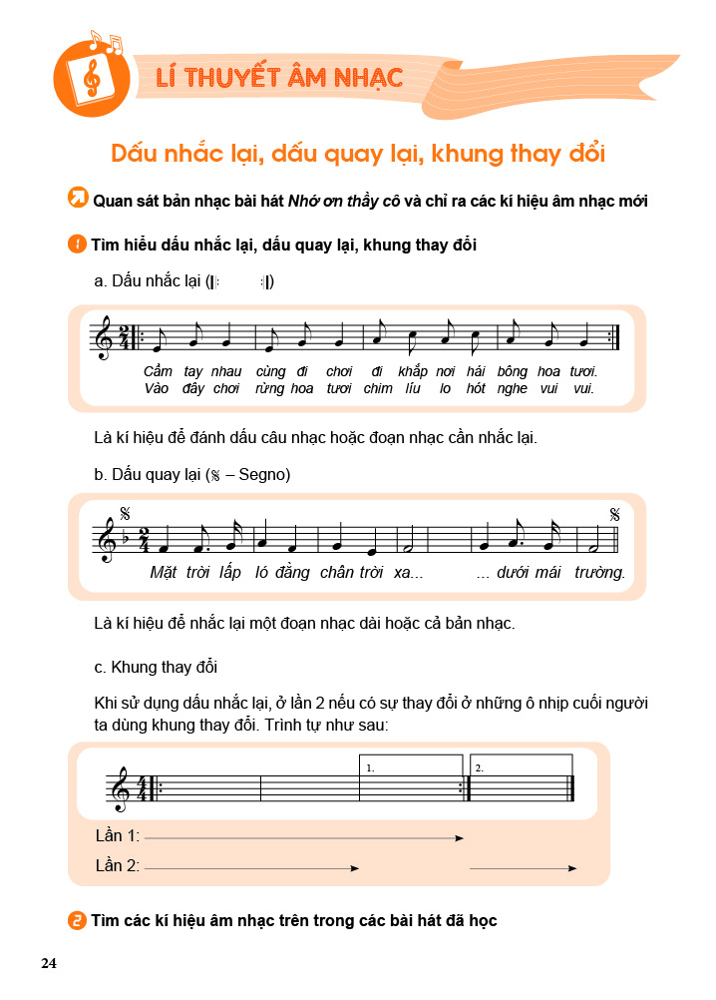 LÍ THUYẾT ÂM NHẠC
Dấu nhắc lại, dấu quay lại, khung thay đổi
Quan sát bản nhạc bài hát Nhớ ơn thầy cô và chỉ ra các kí hiệu âm nhạc mới
1 Tìm hiểu dấu nhắc lại, dấu quay lại, khung thay đổi
a. Dấu nhắc lại (𝄆 𝄇)
2
4
Cầm tay nhau cùng đi chơi đi khắp nơi hái bông hoa tươi.
Vào đây chơi rừng hoa tươi chim líu lo hót nghe vui vui.
Là kí hiệu để đánh dấu câu nhạc hoặc đoạn nhạc cần nhắc lại.
b. Dấu quay lại (𝄋 – Segno)
2
4
Mặt trời lấp ló đằng chân trời xa... ... dưới mái trường.
Là kí hiệu để nhắc lại một đoạn nhạc dài hoặc cả bản nhạc.
c. Khung thay đổi
Khi sử dụng dấu nhắc lại, ở lần 2 nếu có sự thay đổi ở những ô nhịp cuối người
ta dùng khung thay đổi. Trình tự như sau:
4
4
1. 2.
Lần 1:
Lần 2:
2 Tìm các kí hiệu âm nhạc trên trong các bài hát đã học
24